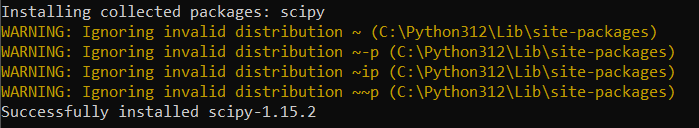 Installing collected packages: scipy
WARNING: Ignoring invalid distribution ~ (C:\Python312\Lib\site-packages)
WARNING: Ignoring invalid distribution ~-p (C:\Python312\Lib\site-packages)
WARNING: Ignoring invalid distribution ~ip (C:\Python312\Lib\site-packages)
WARNING: Ignoring invalid distribution ~~p (C:\Python312\Lib\site-packages)
Successfully installed scipy-1.15.2